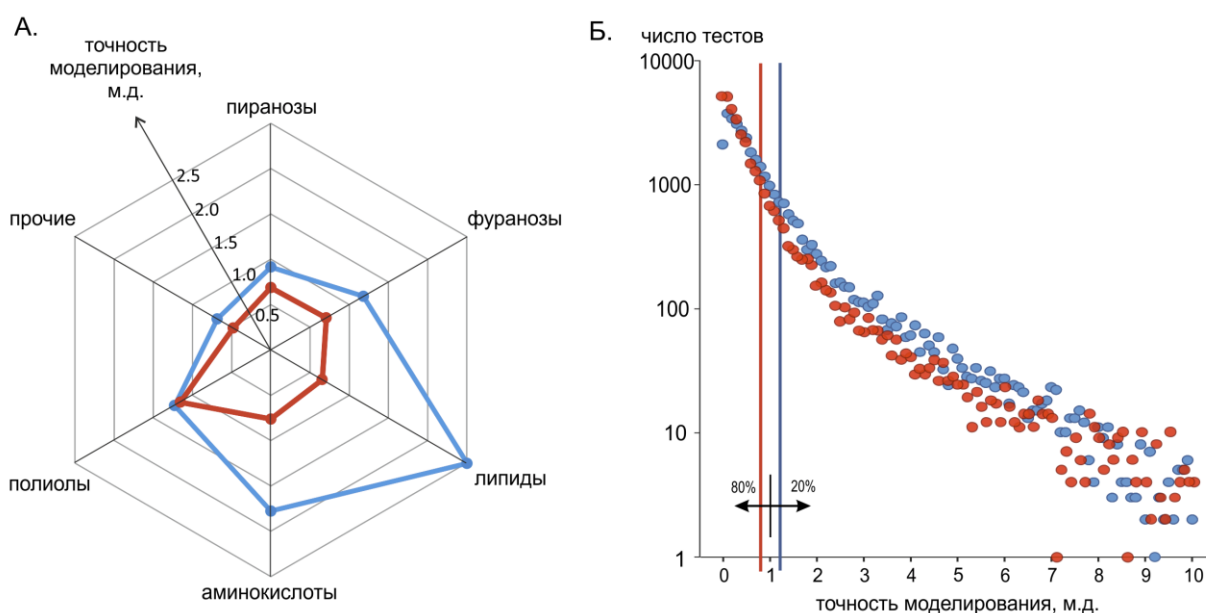 А.
точность
моделирования,
м.д.
пиранозы
2.5
2.0
1.5
1.0
0.5
прочие
фуранозы
полиолы
липиды
аминокислоты
Б.
число тестов
10000
1000
100
10
1
80%
20%
0 1 2 3 4 5 6 7 8 9 10
точность моделирования, м.д.